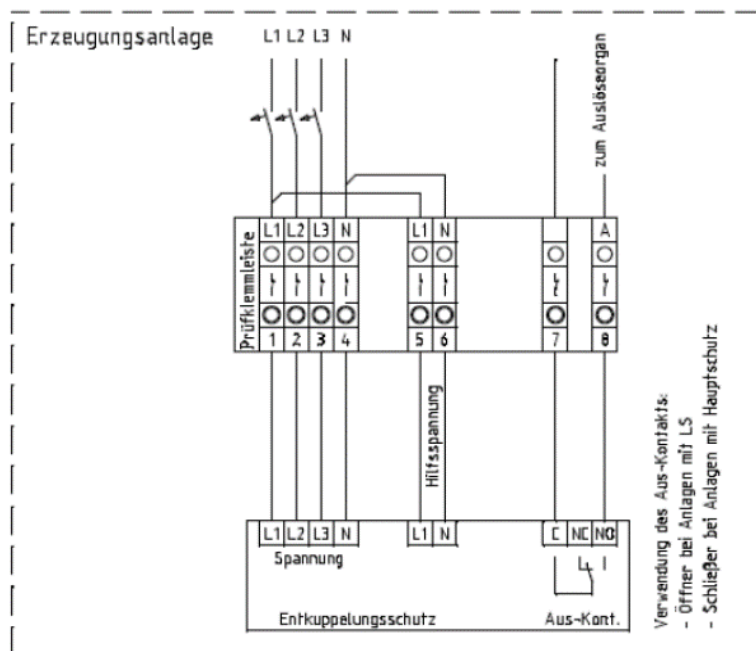 Erzeugungsanlage
L1 L2 L3 N
zum Auslöseorgan
Prüfklemmleiste
L1 L2 L3 N L1 N A
1 2 3 4 5 6 7 8
Hilfsspannung
L1 L2 L3 N L1 N C NC NO
Spannung
Entkuppelungsschutz Aus-Kont.
Verwendung des Aus-Kontakts:
- Öffner bei Anlagen mit LS
- Schließer bei Anlagen mit Hauptschutz